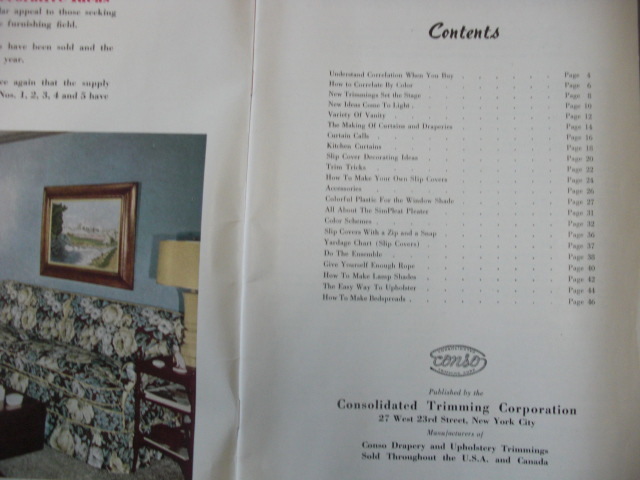 appeal to those seeking
furnishing field.
have been sold and the
year.
once again that the supply
Nos. 1, 2, 3, 4 and 5 have
Contents
Understand Correlation When You Buy . . . . . . Page 4
How to Correlate By Color . . . . . . Page 6
New Trimmings Set the Stage . . . . . . Page 8
New Ideas Come To Light . . . . . . Page 10
Variety Of Vanity . . . . . . Page 12
The Making Of Curtains and Draperies . . . . . . Page 14
Curtain Calls . . . . . . Page 16
Kitchen Curtains . . . . . . Page 18
Slip Cover Decorating Ideas . . . . . . Page 20
Trim Tricks . . . . . . Page 22
How To Make Your Own Slip Covers . . . . . . Page 24
Accessories . . . . . . Page 26
Colorful Plastic For the Window Shade . . . . . . Page 27
All About The SimPleat Pleater . . . . . . Page 31
Color Schemes . . . . . . Page 32
Slip Covers With a Zip and a Snap . . . . . . Page 36
Yardage Chart (Slip Covers) . . . . . . Page 37
Do The Ensemble . . . . . . Page 38
Give Yourself Enough Rope . . . . . . Page 40
How To Make Lamp Shades . . . . . . Page 42
The Easy Way To Upholster . . . . . . Page 44
How To Make Bedspreads . . . . . . Page 46
conso
Published by the
Consolidated Trimming Corporation
27 West 23rd Street, New York City
Manufacturers of
Conso Drapery and Upholstery Trimmings
Sold Throughout the U.S.A. and Canada